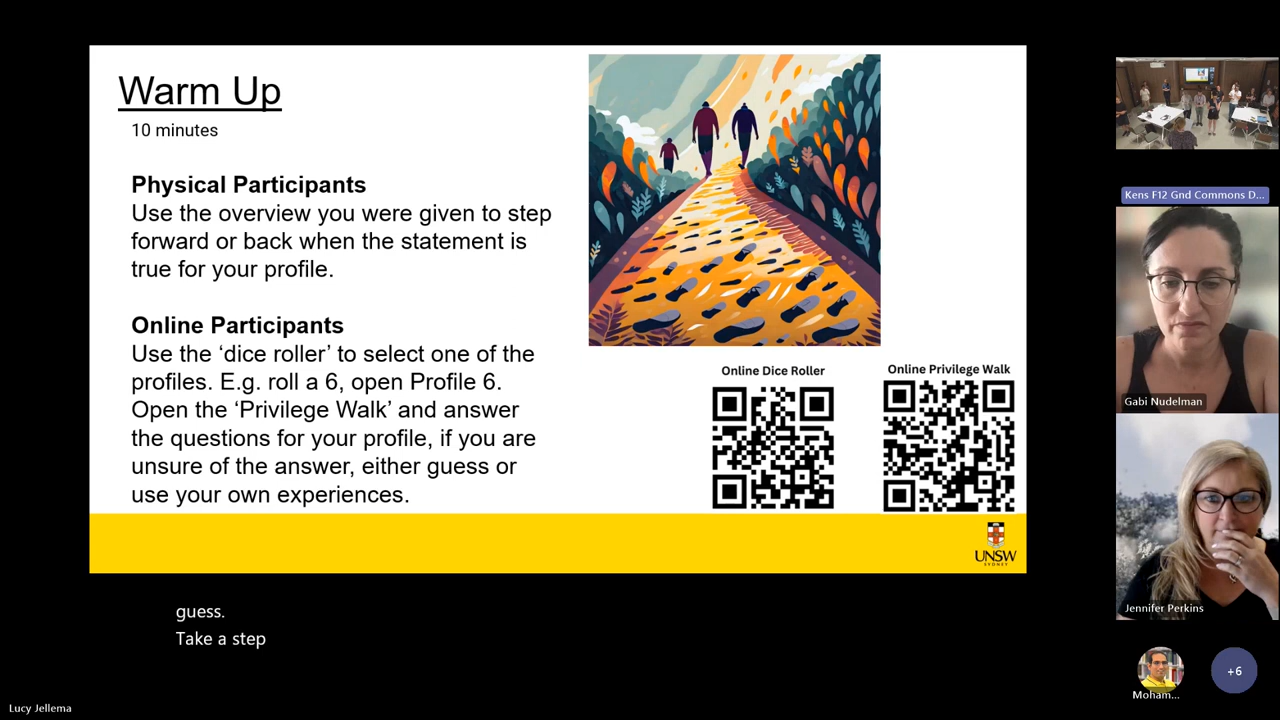 Warm Up
10 minutes
Physical Participants
Use the overview you were given to step
forward or back when the statement is
true for your profile.
Online Participants
Use the ‘dice roller’ to select one of the
profiles. E.g. roll a 6, open Profile 6.
Open the ‘Privilege Walk’ and answer
the questions for your profile, if you are
unsure of the answer, either guess or
use your own experiences.
Online Dice Roller
Online Privilege Walk
UNSW
SYDNEY
guess.
Take a step
Lucy Jellema
Kens F12 Gnd Commons D...
Gabi Nudelman
Jennifer Perkins
Moham...
+6